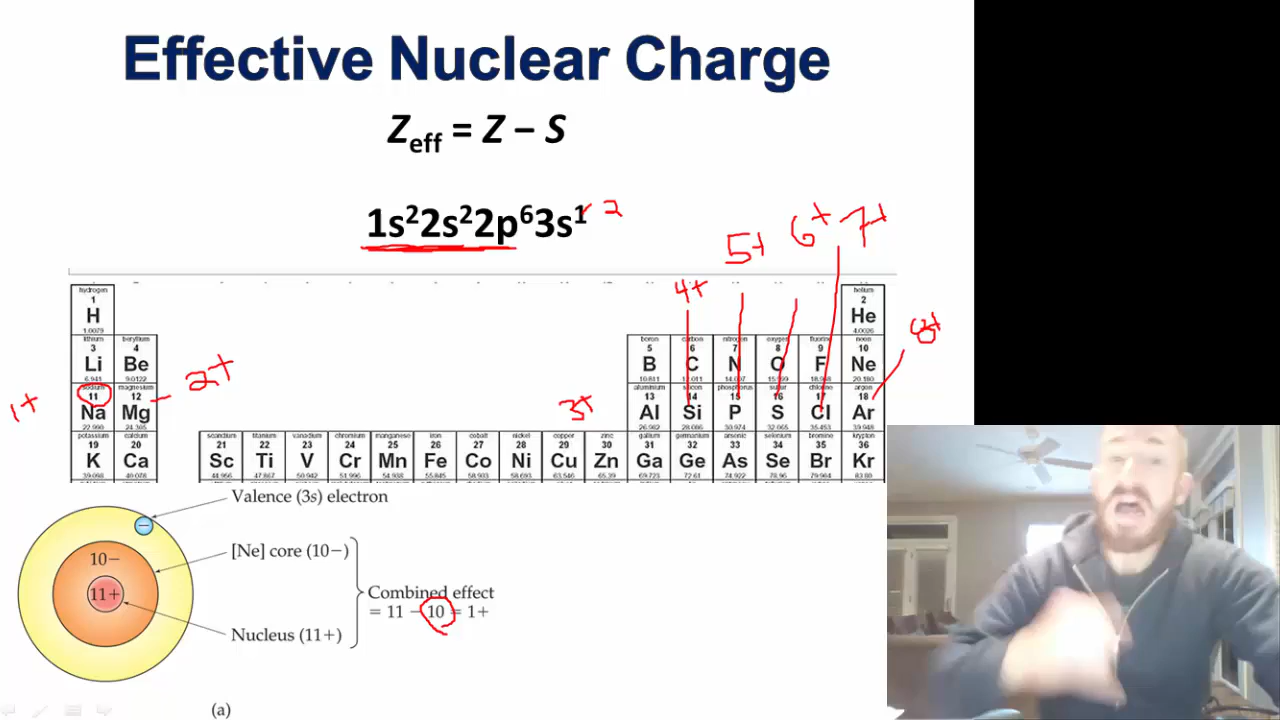 Effective Nuclear Charge
Zeff = Z – S
1s²2s²2p⁶3s¹ 2
4+ 5+ 6+ 7+
8+
1+ 2+ 3+
hydrogen helium
1 2
H He
1.0079 4.0026
lithium beryllium boron carbon nitrogen oxygen fluorine neon
3 4 5 6 7 8 9 10
Li Be B C N O F Ne
6.941 9.0122 10.811 12.011 14.007 15.999 18.998 20.180
sodium magnesium aluminium silicon phosphorus sulfur chlorine argon
11 12 13 14 15 16 17 18
Na Mg Al Si P S Cl Ar
22.990 24.305 26.982 28.086 30.974 32.065 35.453 39.948
potassium calcium scandium titanium vanadium chromium manganese iron cobalt nickel copper zinc gallium germanium arsenic selenium bromine krypton
19 20 21 22 23 24 25 26 27 28 29 30 31 32 33 34 35 36
K Ca Sc Ti V Cr Mn Fe Co Ni Cu Zn Ga Ge As Se Br Kr
39.098 40.078 44.956 47.867 50.942 51.996 54.938 55.845 58.933 58.693 63.546 65.39 69.723 72.61 74.922 78.96 79.904 83.80
Valence (3s) electron
−
10−
[Ne] core (10−)
11+
Combined effect
= 11 − 10 = 1+
Nucleus (11+)
(a)